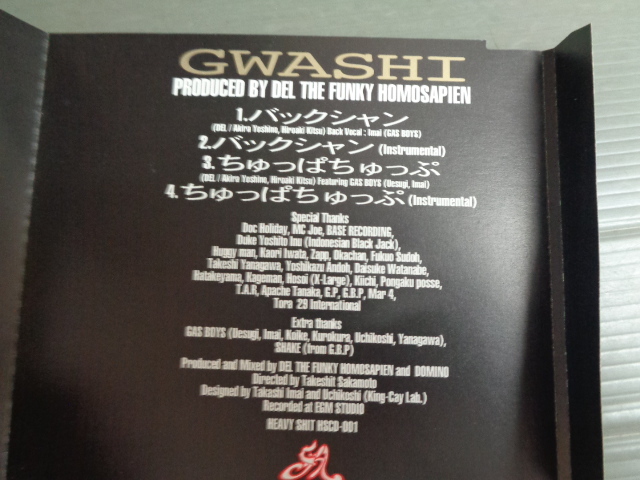 GWASHI
PRODUCED BY DEL THE FUNKY HOMOSAPIEN
1.バックシャン
(DEL / Akira Yoshino, Hiroaki Kitsu) Back Vocal : Imai (GAS BOYS)
2.バックシャン (Instrumental)
3.ちゅっぱちゅっぷ
(DEL / Akira Yoshino, Hiroaki Kitsu) Featuring GAS BOYS (Uesugi, Imai)
4.ちゅっぱちゅっぷ (Instrumental)
Special Thanks
Doc Holiday, MC Joe, BASE RECORDING,
Duke Yoshito Inu (Indonesian Black Jack),
Huggy man, Kaori Iwata, Zapp, Okachan, Fukuo Sudoh,
Takeshi Yanagawa, Yoshikazu Andoh, Daisuke Watanabe,
Hatakeyama, Kageman, Hosoi (X-Large), Kiichi, Pongaku posse,
T.A.R, Apache Tanaka, G.P, G.B.P, Mar 4,
Tora 29 International
Extra thanks
GAS BOYS (Uesugi, Imai, Koike, Kurokura, Uchikoshi, Yanagawa),
SHAKE (from G.B.P)
Produced and Mixed by DEL THE FUNKY HOMOSAPIEN and DOMINO
Directed by Takeshit Sakamoto
Designed by Takashi Imai and Uchikoshi (King-Cay Lab.)
Recorded at EGM STUDIO
HEAVY SHIT HSCD-001